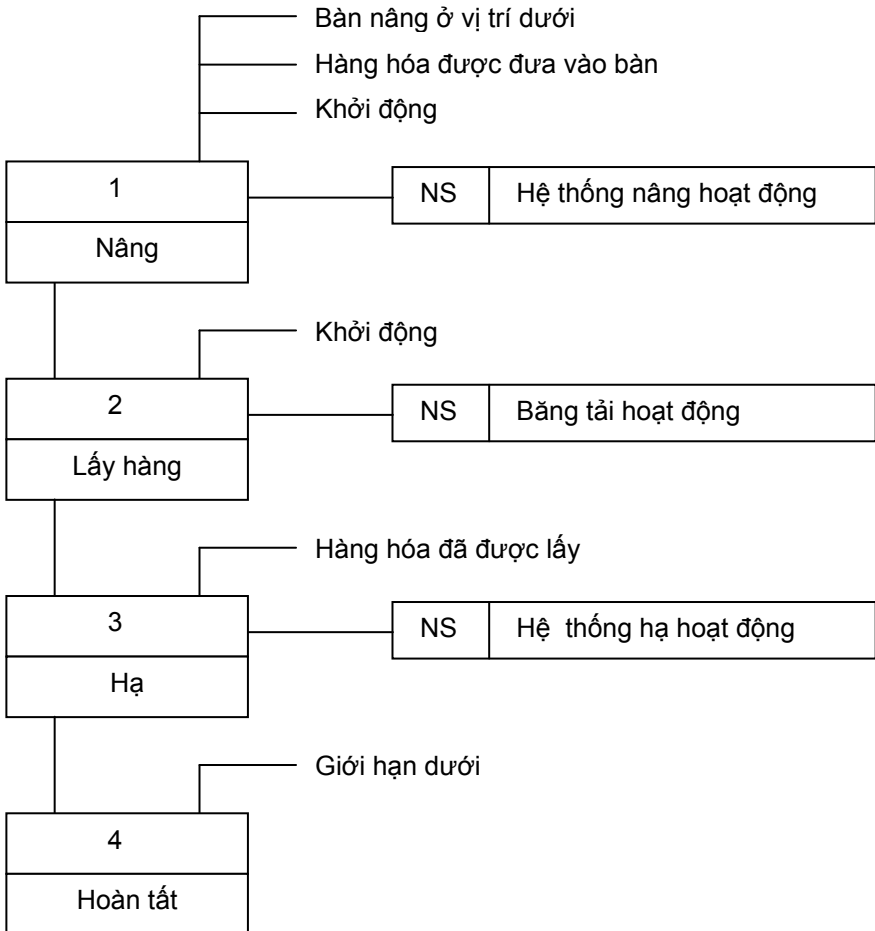 Bàn nâng ở vị trí dưới
Hàng hóa được đưa vào bàn
Khởi động
1
NS Hệ thống nâng hoạt động
Nâng
Khởi động
2
NS Băng tải hoạt động
Lấy hàng
Hàng hóa đã được lấy
3
NS Hệ thống hạ hoạt động
Hạ
Giới hạn dưới
4
Hoàn tất